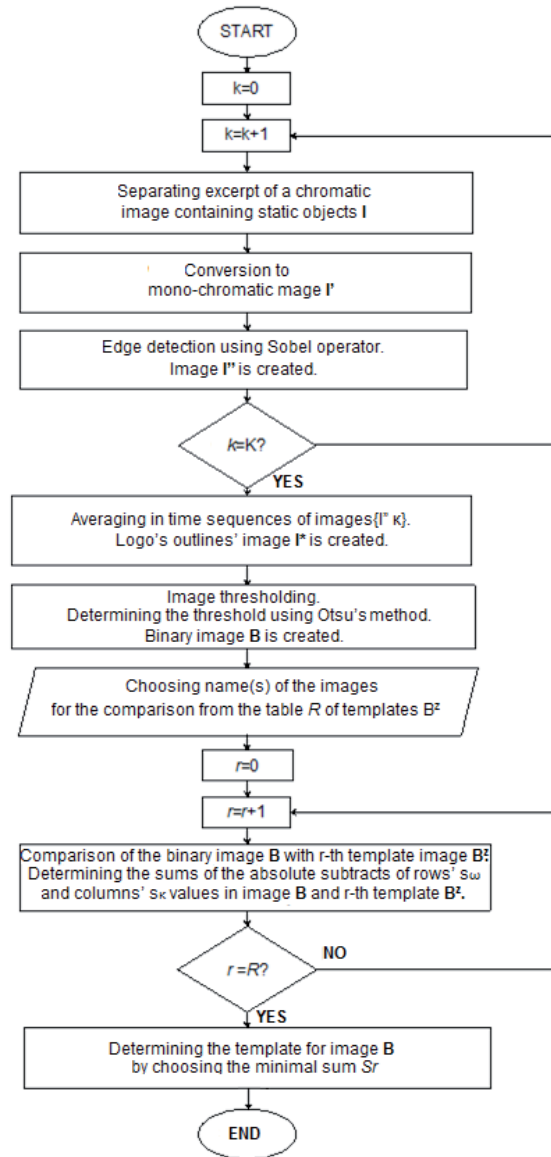 START
k=0
k=k+1
Separating excerpt of a chromatic
image containing static objects I
Conversion to
mono-chromatic mage I'
Edge detection using Sobel operator.
Image I" is created.
k=K?
YES
Averaging in time sequences of images{I" κ}.
Logo's outlines' image I* is created.
Image thresholding.
Determining the threshold using Otsu's method.
Binary image B is created.
Choosing name(s) of the images
for the comparison from the table R of templates Bᶻ
r=0
r=r+1
Comparison of the binary image B with r-th template image Bᶻ.
Determining the sums of the absolute subtracts of rows' sω
and columns' sκ values in image B and r-th template Bᶻ.
NO
r=R?
YES
Determining the template for image B
by choosing the minimal sum Sr
END